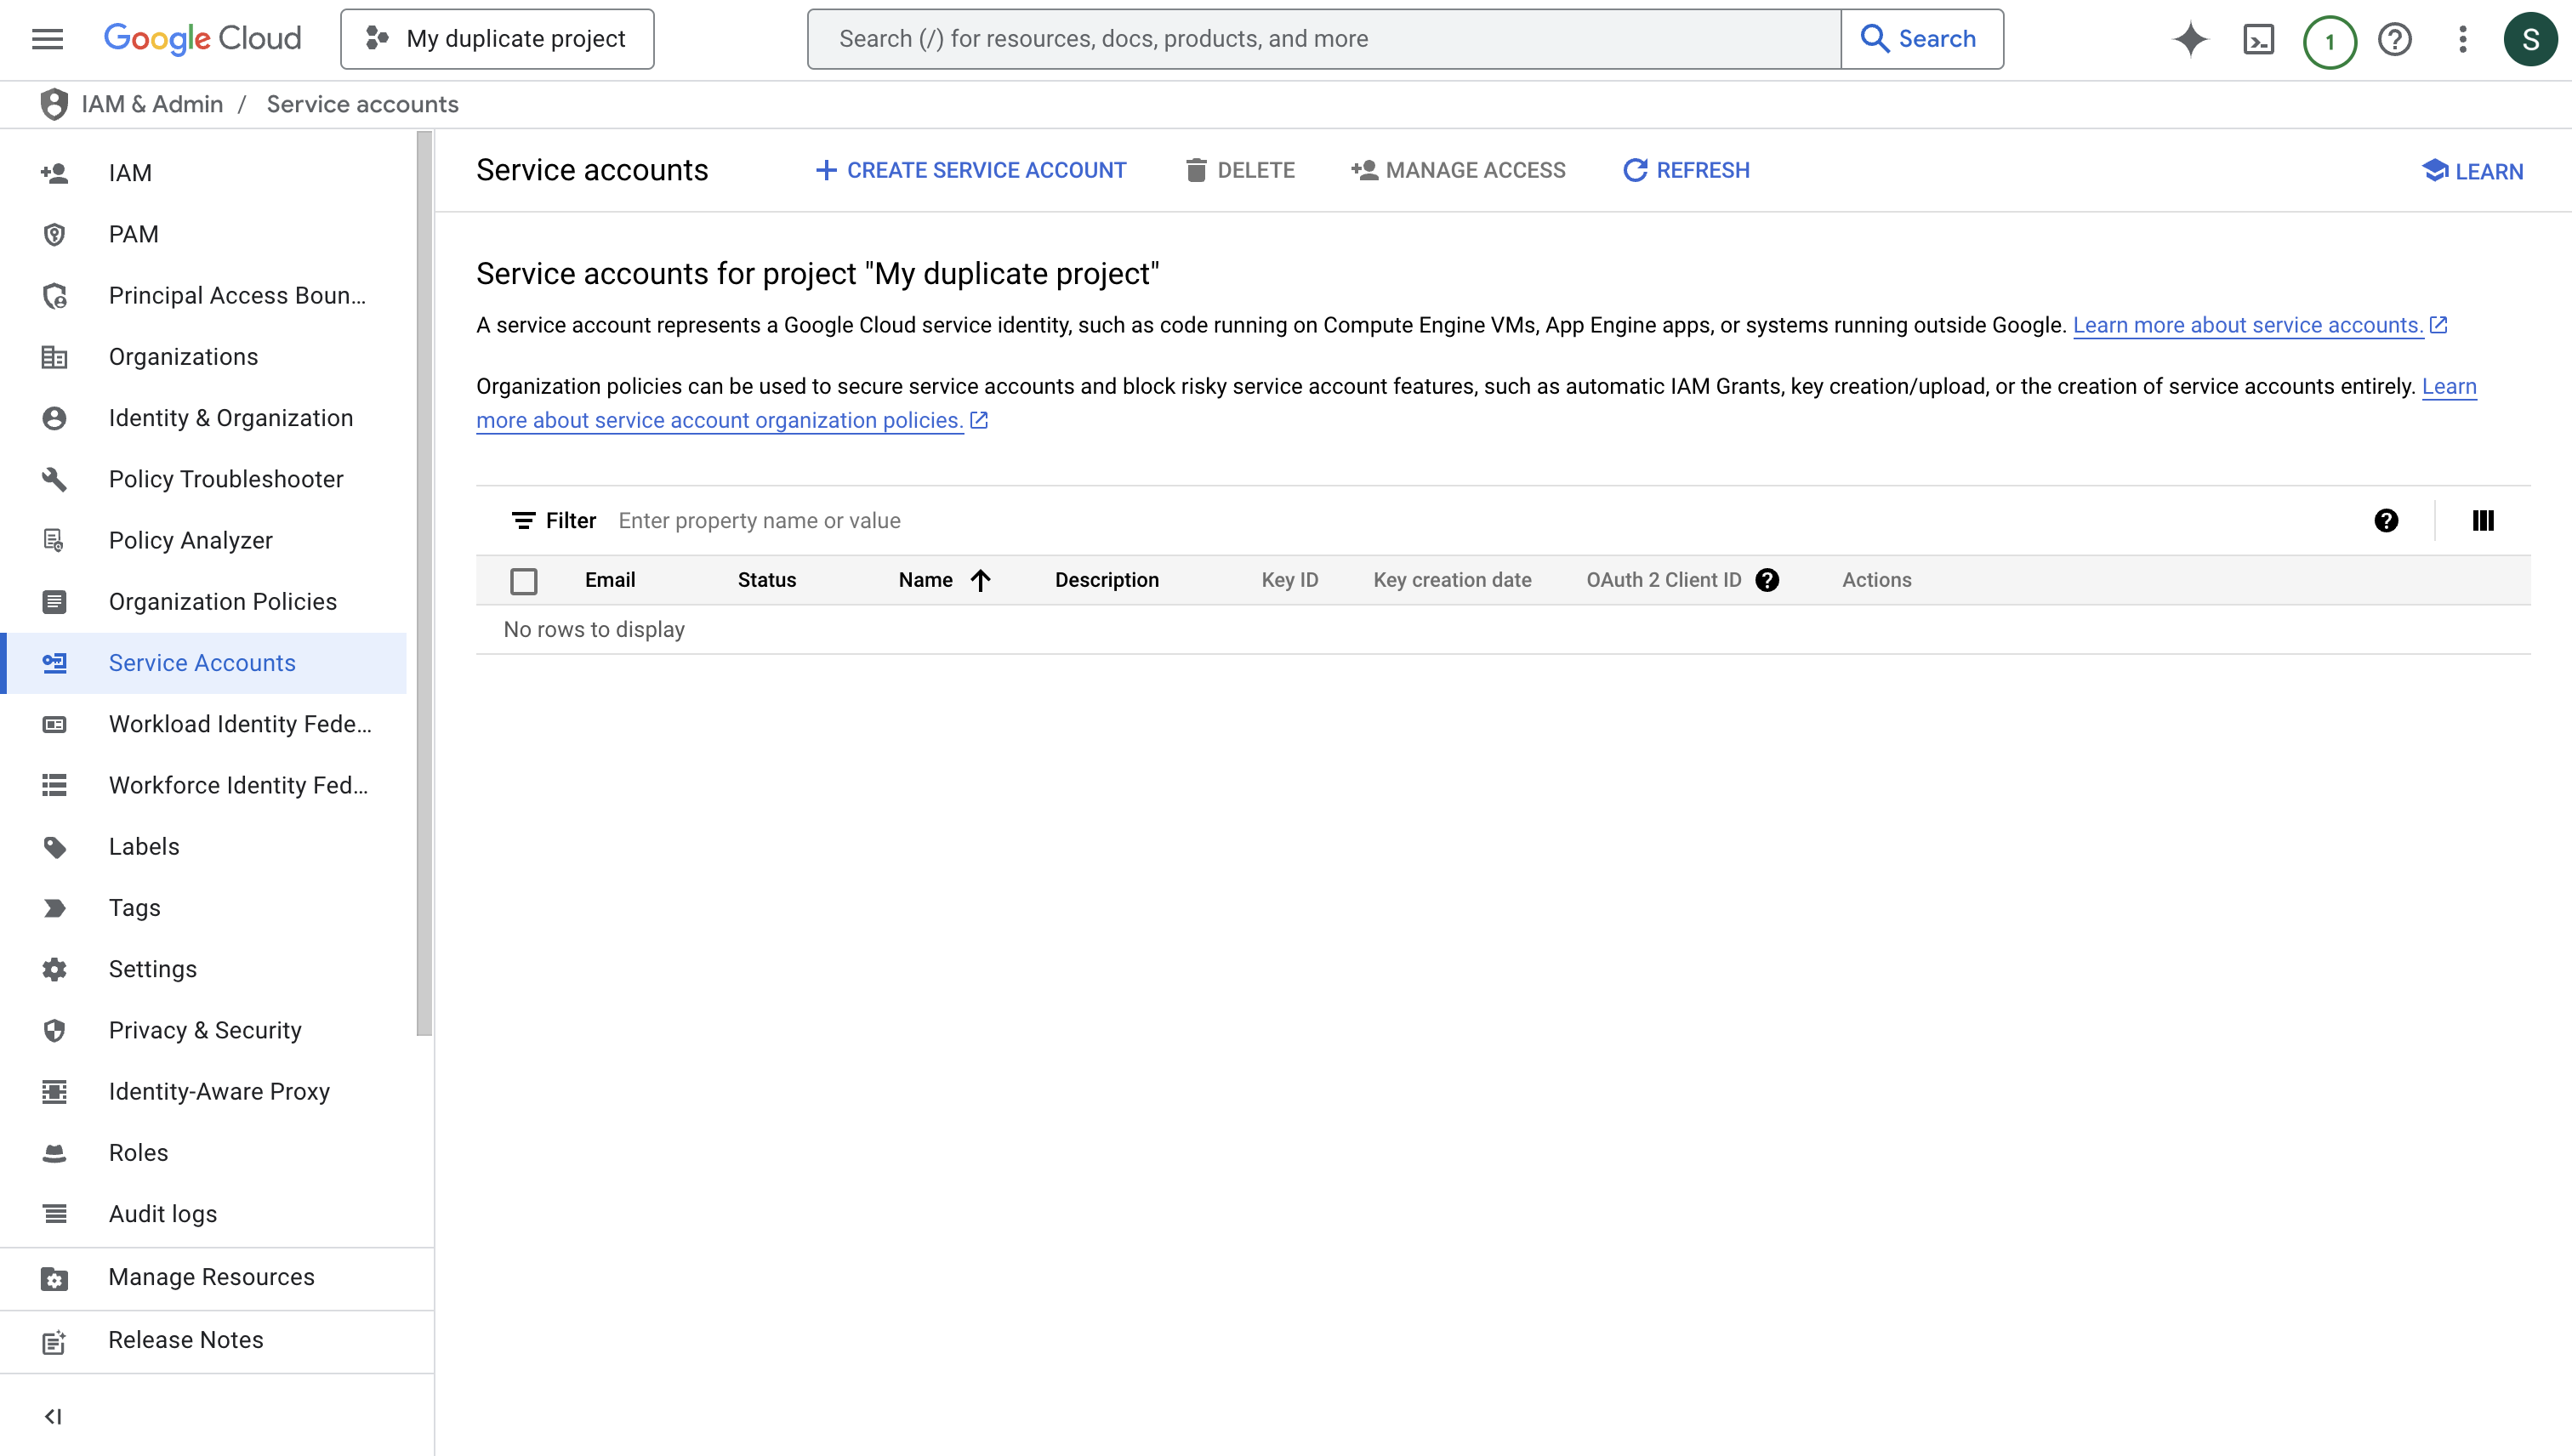 Google Cloud
My duplicate project
Search (/) for resources, docs, products, and more
Search
1
S
IAM & Admin / Service accounts
IAM
PAM
Principal Access Boun...
Organizations
Identity & Organization
Policy Troubleshooter
Policy Analyzer
Organization Policies
Service Accounts
Workload Identity Fede...
Workforce Identity Fed...
Labels
Tags
Settings
Privacy & Security
Identity-Aware Proxy
Roles
Audit logs
Manage Resources
Release Notes
Service accounts
CREATE SERVICE ACCOUNT
DELETE
MANAGE ACCESS
REFRESH
LEARN
Service accounts for project "My duplicate project"
A service account represents a Google Cloud service identity, such as code running on Compute Engine VMs, App Engine apps, or systems running outside Google. Learn more about service accounts.
Organization policies can be used to secure service accounts and block risky service account features, such as automatic IAM Grants, key creation/upload, or the creation of service accounts entirely. Learn
more about service account organization policies.
Filter Enter property name or value
Email Status Name Description Key ID Key creation date OAuth 2 Client ID Actions
No rows to display